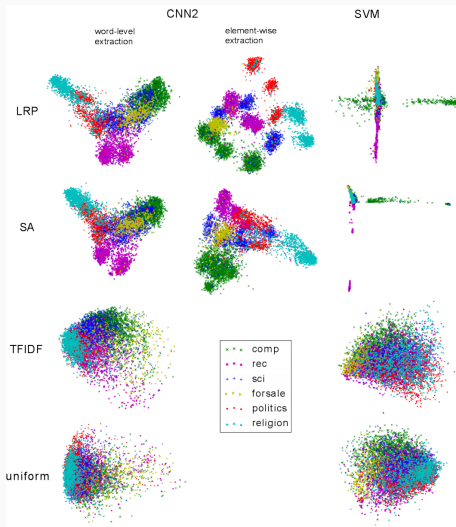 CNN2 SVM
word-level extraction
element-wise extraction
LRP
SA
TFIDF
comp
rec
sci
forsale
politics
religion
uniform